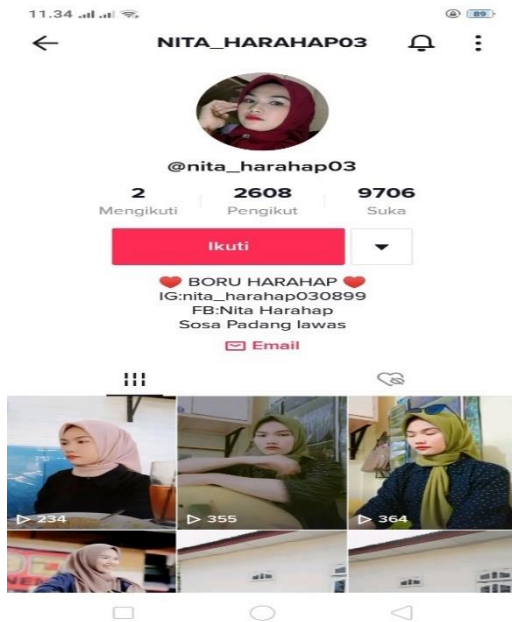 11.34
89
NITA_HARAHAP03
@nita_harahap03
2 2608 9706
Mengikuti Pengikut Suka
Ikuti
BORU HARAHAP
IG:nita_harahap030899
FB:Nita Harahap
Sosa Padang lawas
Email
234 355 364